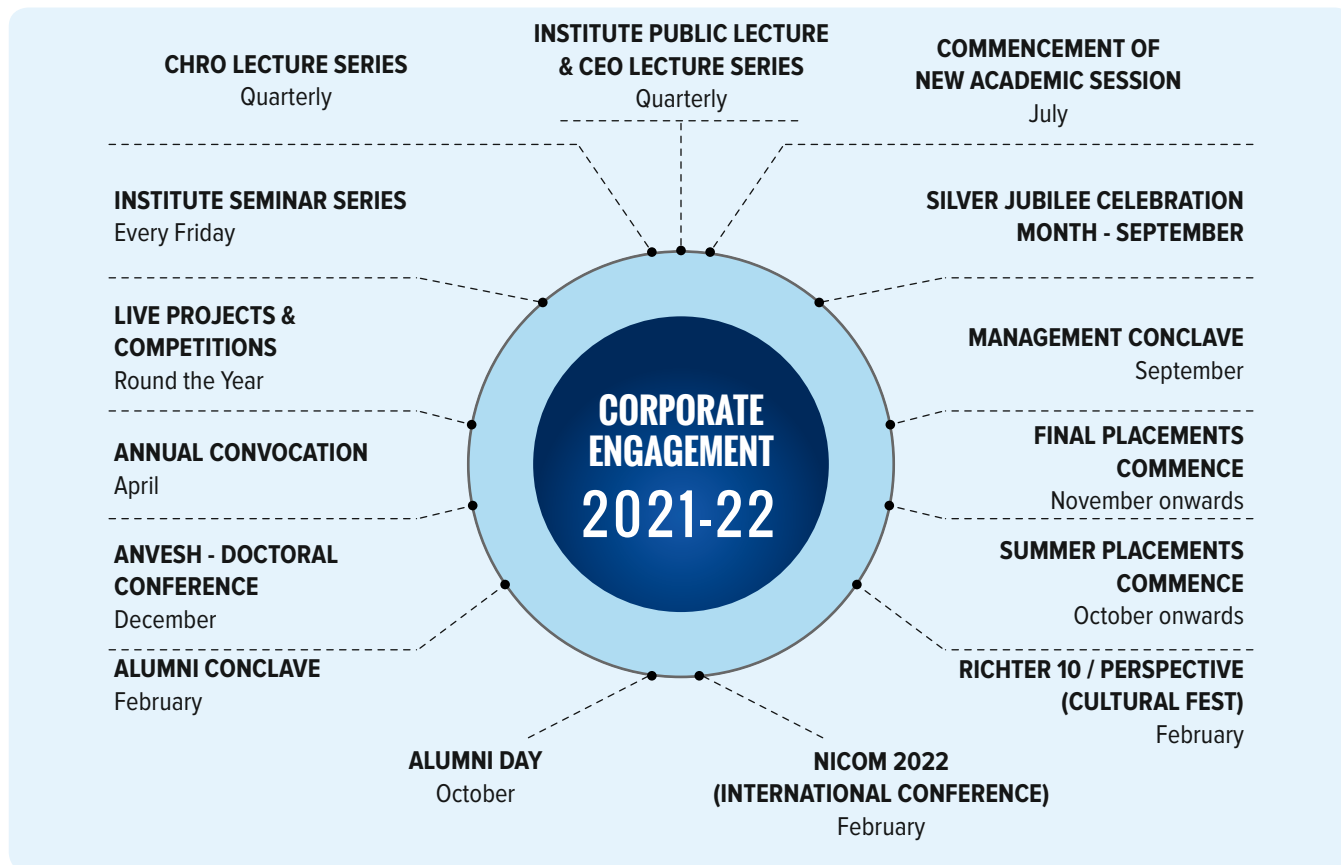 CHRO LECTURE SERIES
Quarterly
INSTITUTE PUBLIC LECTURE
& CEO LECTURE SERIES
Quarterly
COMMENCEMENT OF
NEW ACADEMIC SESSION
July
INSTITUTE SEMINAR SERIES
Every Friday
SILVER JUBILEE CELEBRATION
MONTH - SEPTEMBER
LIVE PROJECTS &
COMPETITIONS
Round the Year
MANAGEMENT CONCLAVE
September
CORPORATE
ENGAGEMENT
2021-22
ANNUAL CONVOCATION
April
FINAL PLACEMENTS
COMMENCE
November onwards
ANVESH - DOCTORAL
CONFERENCE
December
SUMMER PLACEMENTS
COMMENCE
October onwards
ALUMNI CONCLAVE
February
RICHTER 10 / PERSPECTIVE
(CULTURAL FEST)
February
ALUMNI DAY
October
NICOM 2022
(INTERNATIONAL CONFERENCE)
February